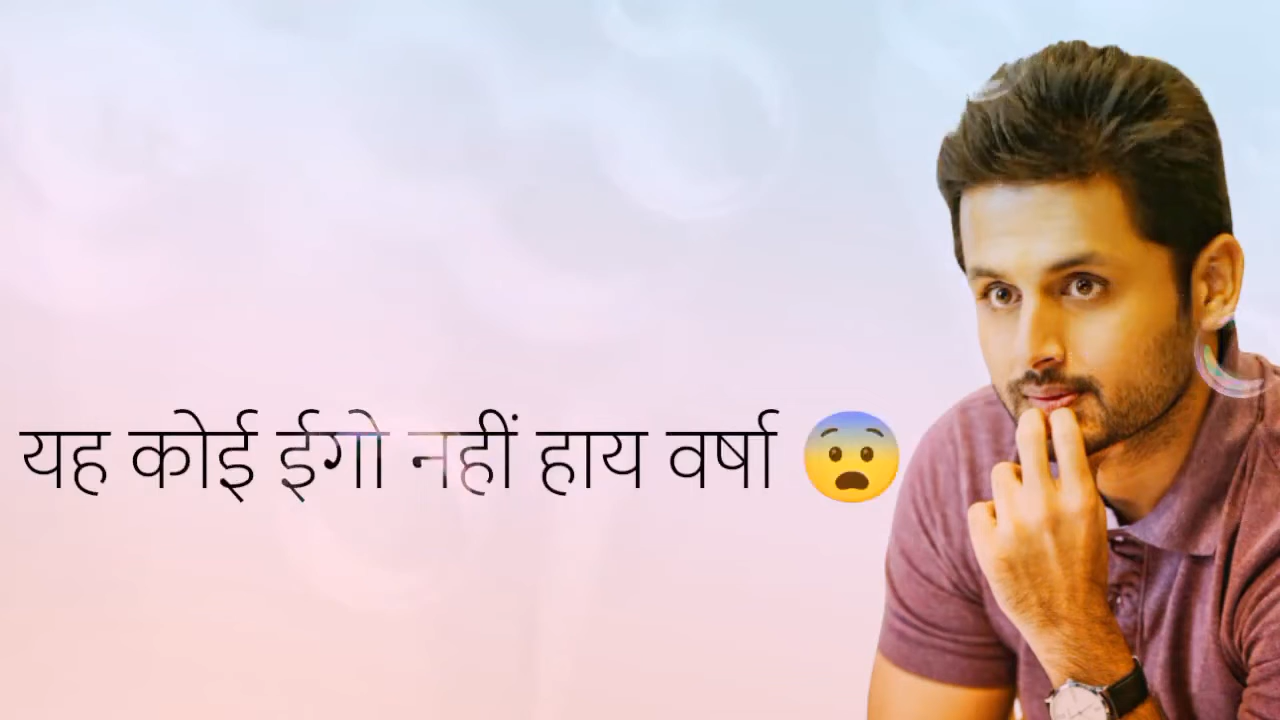 यह कोई ईगो नहीं हाय वर्षा 😨